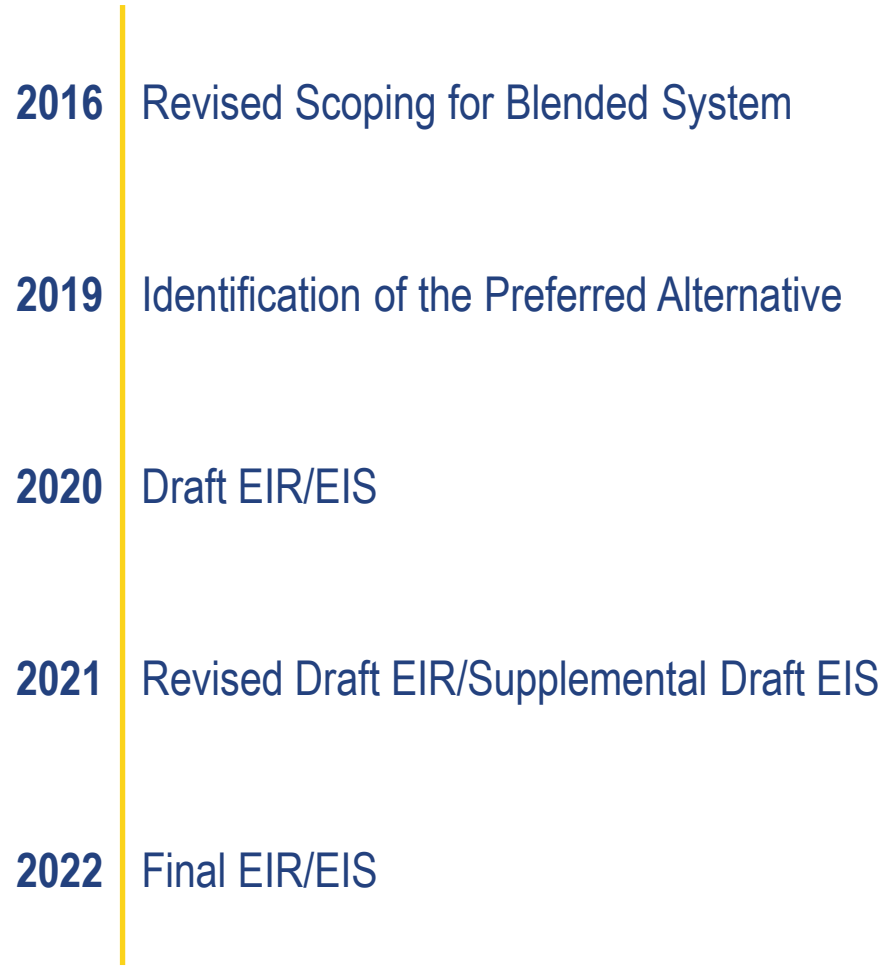 2016 Revised Scoping for Blended System
2019 Identification of the Preferred Alternative
2020 Draft EIR/EIS
2021 Revised Draft EIR/Supplemental Draft EIS
2022 Final EIR/EIS